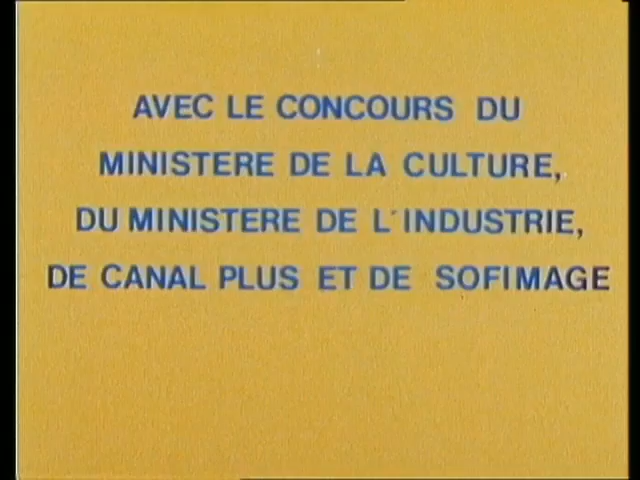 AVEC LE CONCOURS DU
MINISTERE DE LA CULTURE,
DU MINISTERE DE L'INDUSTRIE,
DE CANAL PLUS ET DE SOFIMAGE